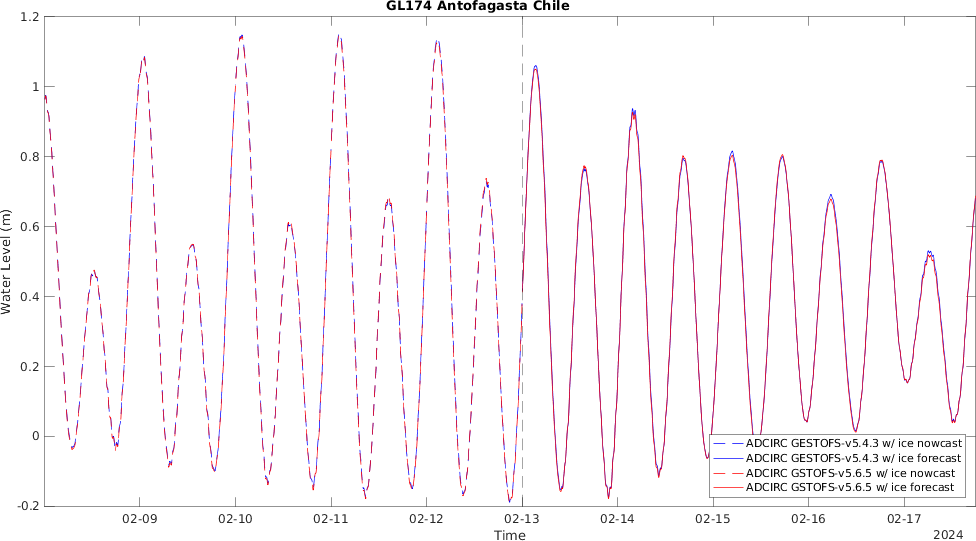 GL174 Antofagasta Chile
1.2
1
0.8
0.6
0.4
0.2
0
-0.2
Water Level (m)
ADCIRC GESTOFS-v5.4.3 w/ ice nowcast
ADCIRC GESTOFS-v5.4.3 w/ ice forecast
ADCIRC GSTOFS-v5.6.5 w/ ice nowcast
ADCIRC GSTOFS-v5.6.5 w/ ice forecast
02-09 02-10 02-11 02-12 02-13 02-14 02-15 02-16 02-17
Time
2024